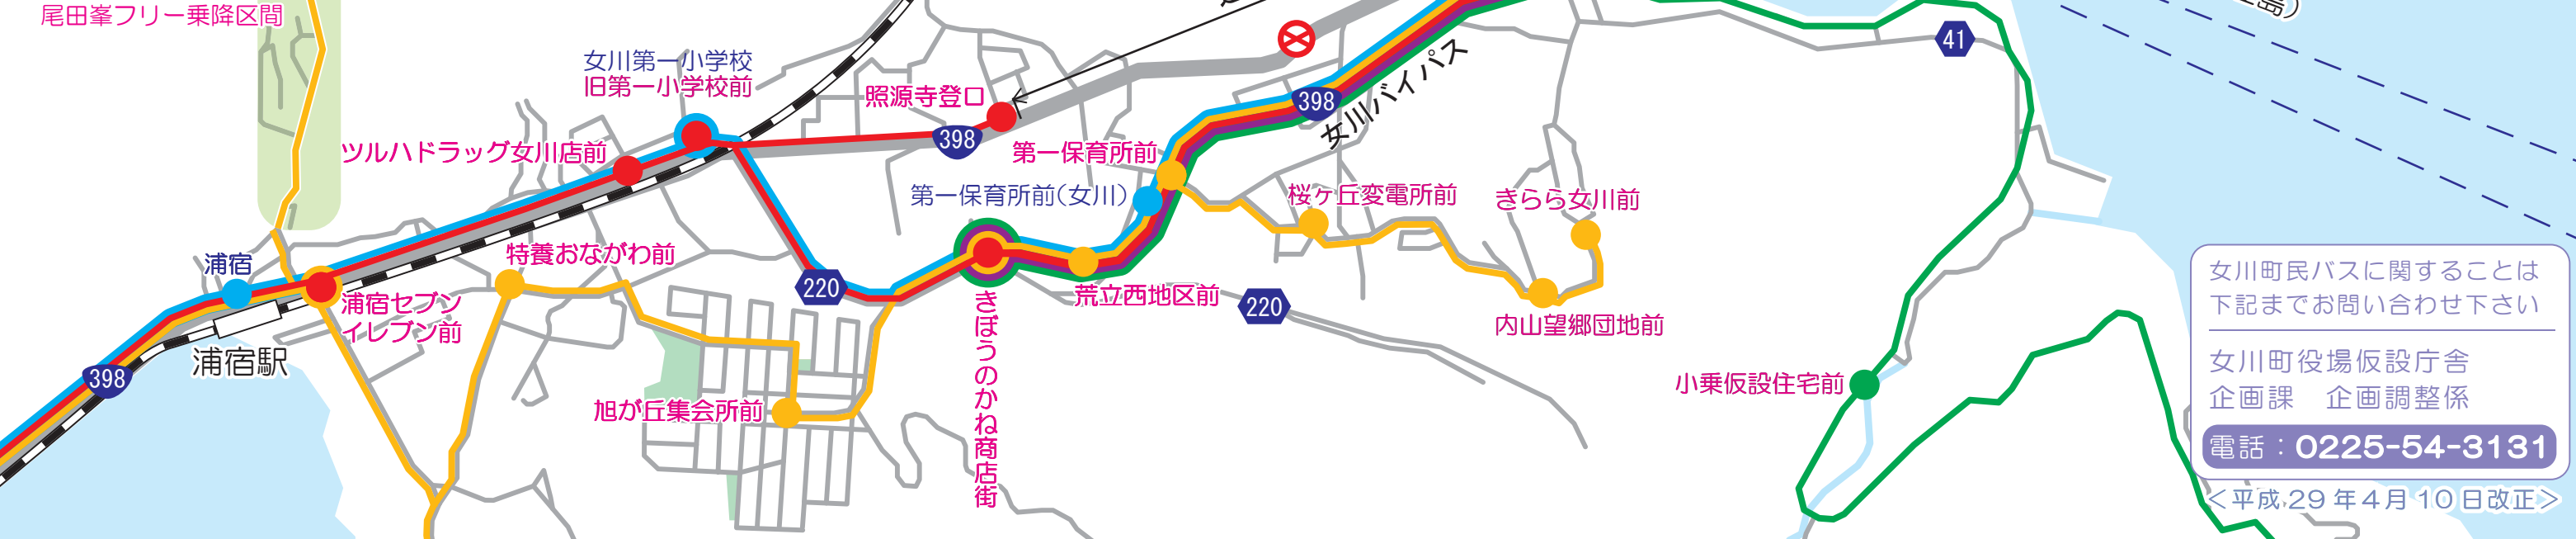 尾田峯フリー乗降区間
女川第一小学校
旧第一小学校前
照源寺登口
398
ツルハドラッグ女川店前
第一保育所前
第一保育所前(女川)
398
女川バイパス
41
桜ヶ丘変電所前
きらら女川前
浦宿
特養おながわ前
浦宿セブン
イレブン前
浦宿駅
398
220
荒立西地区前
220
内山望郷団地前
きぼうのかね商店街
旭が丘集会所前
小乗仮設住宅前
女川町民バスに関することは
下記までお問い合わせ下さい
女川町役場仮設庁舎
企画課 企画調整係
電話:0225-54-3131
<平成29年4月10日改正>
島)